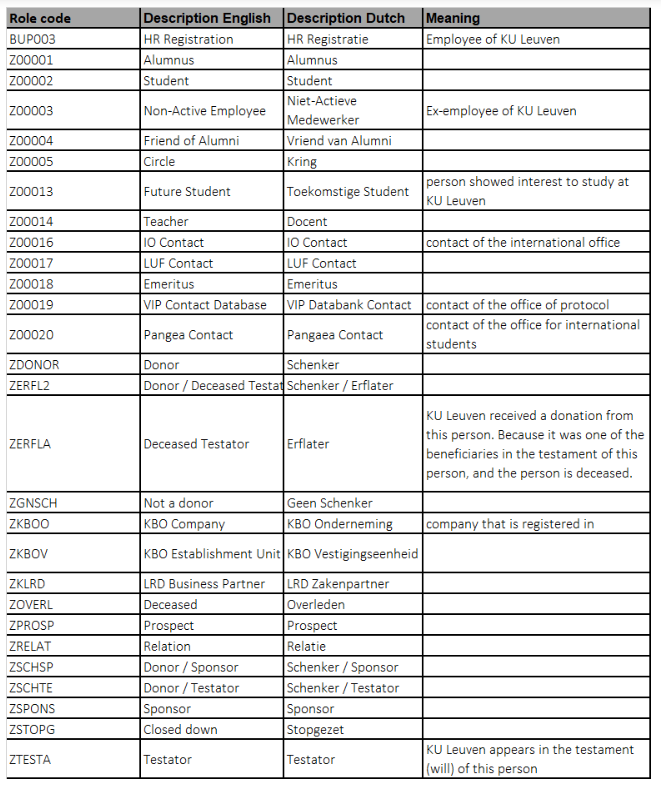 Role code Description English Description Dutch Meaning
BUP003 HR Registration HR Registratie Employee of KU Leuven
Z00001 Alumnus Alumnus
Z00002 Student Student
Z00003 Non-Active Employee Niet-Actieve Medewerker Ex-employee of KU Leuven
Z00004 Friend of Alumni Vriend van Alumni
Z00005 Circle Kring
Z00013 Future Student Toekomstige Student person showed interest to study at
KU Leuven
Z00014 Teacher Docent
Z00016 IO Contact IO Contact contact of the international office
Z00017 LUF Contact LUF Contact
Z00018 Emeritus Emeritus
Z00019 VIP Contact Database VIP Databank Contact contact of the office of protocol
Z00020 Pangea Contact Pangaea Contact contact of the office for international
students
ZDONOR Donor Schenker
ZERFL2 Donor / Deceased Testat Schenker / Erflater
ZERFLA Deceased Testator Erflater KU Leuven received a donation from
this person. Because it was one of the
beneficiaries in the testament of this
person, and the person is deceased.
ZGNSCH Not a donor Geen Schenker
ZKBOO KBO Company KBO Onderneming company that is registered in
ZKBOV KBO Establishment Unit KBO Vestigingseenheid
ZKLRD LRD Business Partner LRD Zakenpartner
ZOVERL Deceased Overleden
ZPROSP Prospect Prospect
ZRELAT Relation Relatie
ZSCHSP Donor / Sponsor Schenker / Sponsor
ZSCHTE Donor / Testator Schenker / Testator
ZSPONS Sponsor Sponsor
ZSTOPG Closed down Stopgezet
ZTESTA Testator Testator KU Leuven appears in the testament
(will) of this person